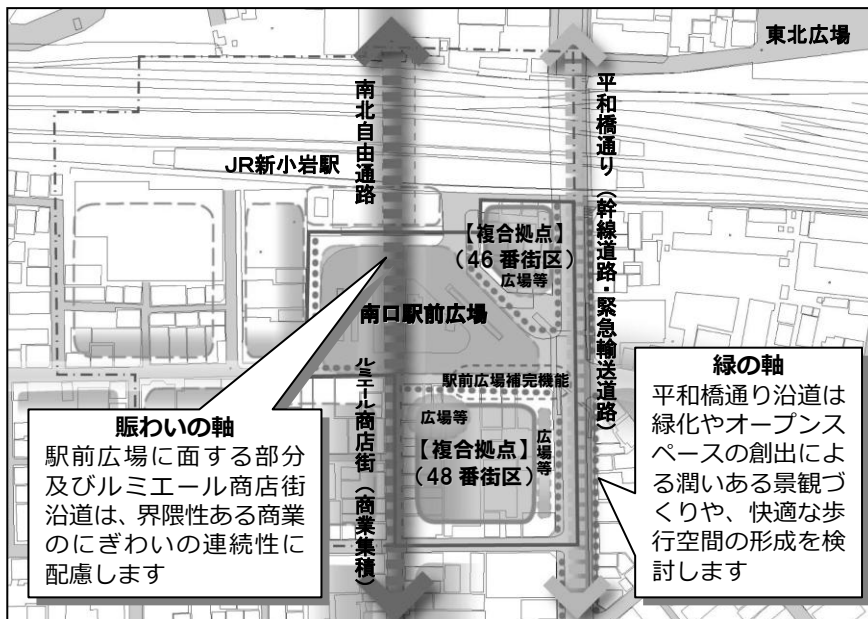 東北広場
南北自由通路
平和橋通り（幹線道路・緊急輸送道路）
JR新小岩駅
【複合拠点】
（46番街区）
広場等
南口駅前広場
駅前広場補完機能
ルミエール商店街（商業集積）
広場等
【複合拠点】
（48番街区）
広場等
賑わいの軸
駅前広場に面する部分
及びルミエール商店街
沿道は、界隈性ある商業
のにぎわいの連続性に
配慮します
緑の軸
平和橋通り沿道は
緑化やオープンス
ペースの創出によ
る潤いある景観づ
くりや、快適な歩
行空間の形成を検
討します